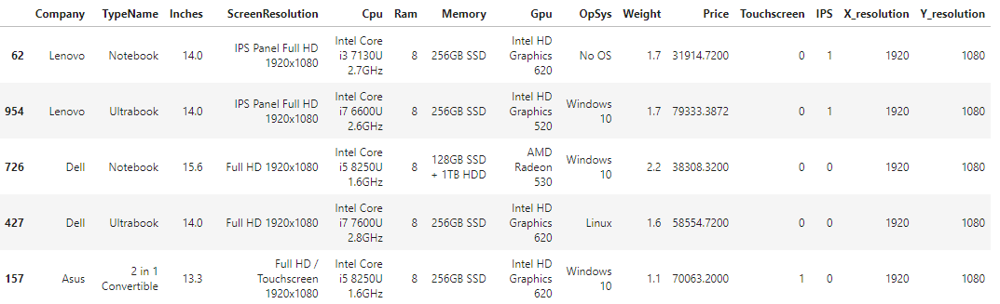 Company TypeName Inches ScreenResolution Cpu Ram Memory Gpu OpSys Weight Price Touchscreen IPS X_resolution Y_resolution
62 Lenovo Notebook 14.0 IPS Panel Full HD 1920x1080 Intel Core i3 7130U 2.7GHz 8 256GB SSD Intel HD Graphics 620 No OS 1.7 31914.7200 0 1 1920 1080
954 Lenovo Ultrabook 14.0 IPS Panel Full HD 1920x1080 Intel Core i7 6600U 2.6GHz 8 256GB SSD Intel HD Graphics 520 Windows 10 1.7 79333.3872 0 1 1920 1080
726 Dell Notebook 15.6 Full HD 1920x1080 Intel Core i5 8250U 1.6GHz 8 128GB SSD + 1TB HDD AMD Radeon 530 Windows 10 2.2 38308.3200 0 0 1920 1080
427 Dell Ultrabook 14.0 Full HD 1920x1080 Intel Core i7 7600U 2.8GHz 8 256GB SSD Intel HD Graphics 620 Linux 1.6 58554.7200 0 0 1920 1080
157 Asus 2 in 1 Convertible 13.3 Full HD / Touchscreen 1920x1080 Intel Core i5 8250U 1.6GHz 8 256GB SSD Intel HD Graphics 620 Windows 10 1.1 70063.2000 1 0 1920 1080